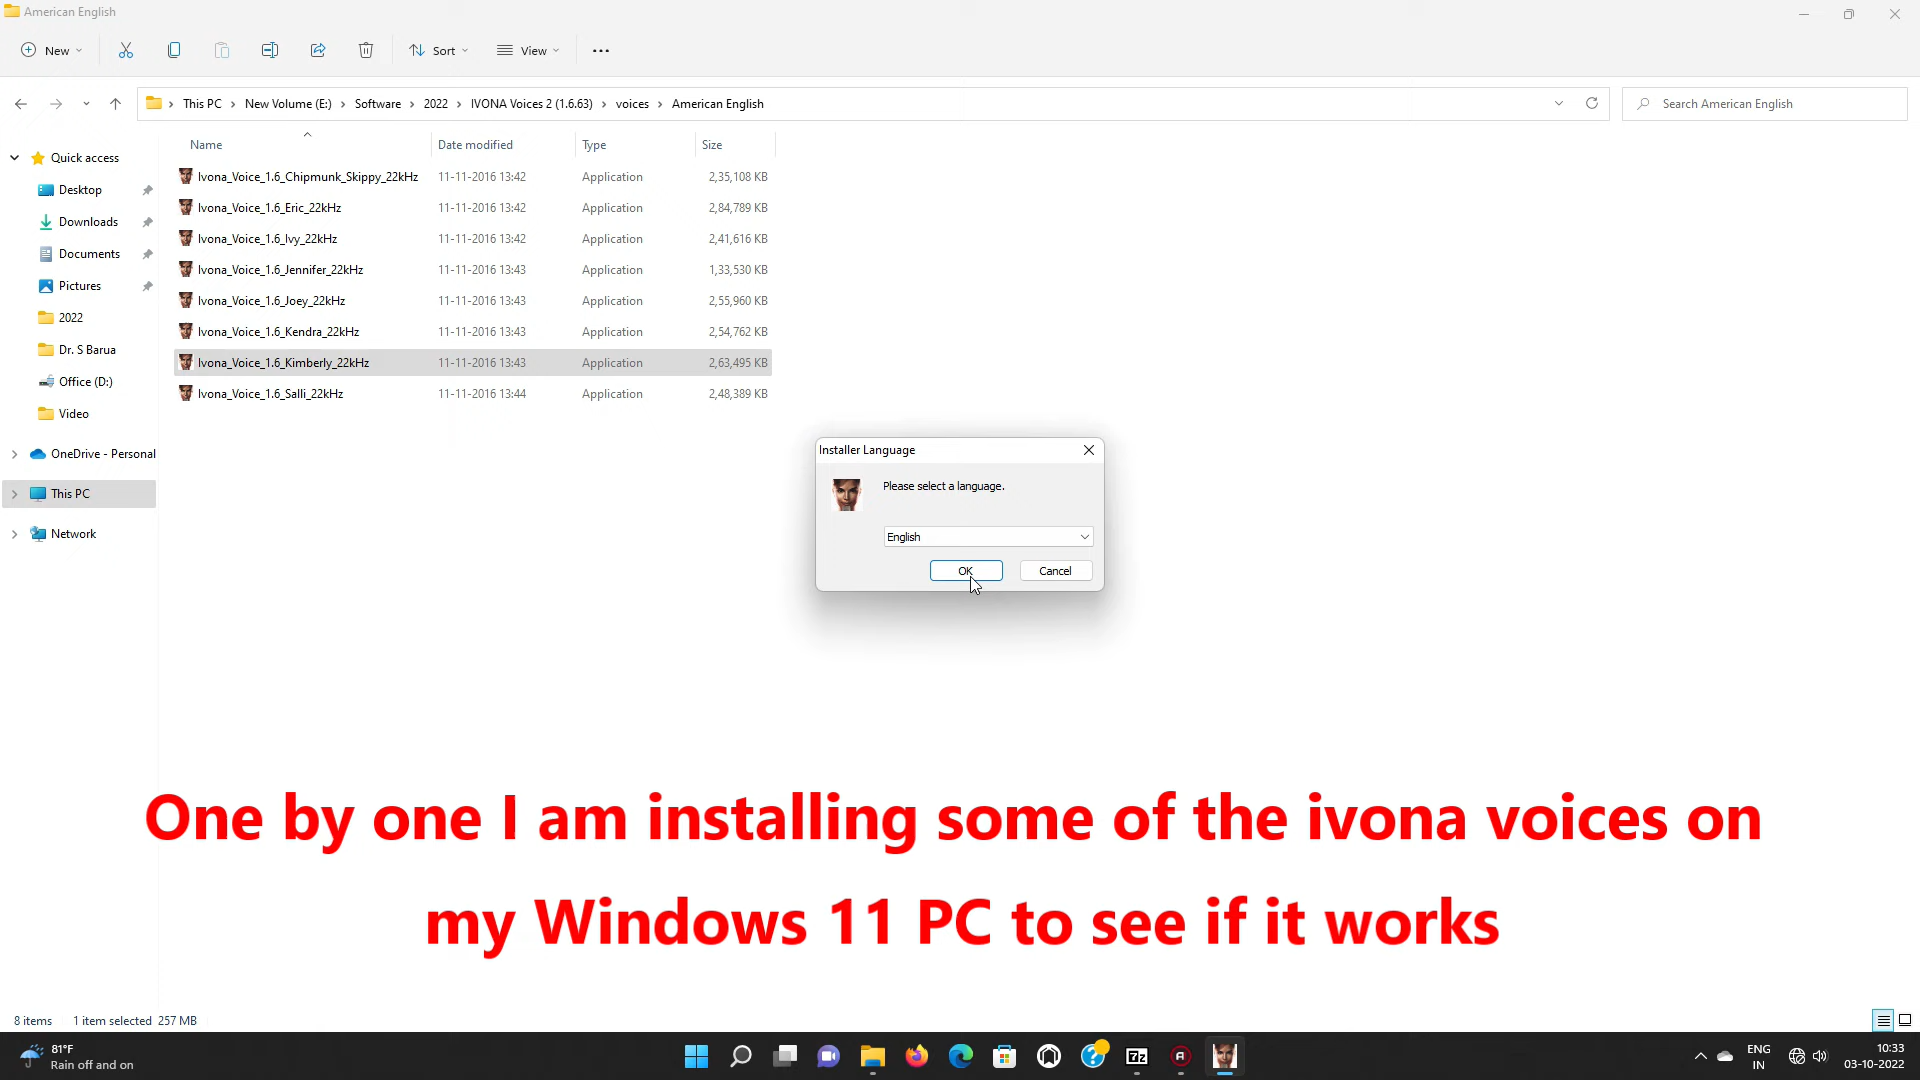 American English
New
Sort
View
This PC > New Volume (E:) > Software > 2022 > IVONA Voices 2 (1.6.63) > voices > American English
Search American English
Name Date modified Type Size
Quick access
Desktop
Downloads
Documents
Pictures
2022
Dr. S Barua
Office (D:)
Video
OneDrive - Personal
This PC
Network
Ivona_Voice_1.6_Chipmunk_Skippy_22kHz 11-11-2016 13:42 Application 2,35,108 KB
Ivona_Voice_1.6_Eric_22kHz 11-11-2016 13:42 Application 2,84,789 KB
Ivona_Voice_1.6_Ivy_22kHz 11-11-2016 13:42 Application 2,41,616 KB
Ivona_Voice_1.6_Jennifer_22kHz 11-11-2016 13:43 Application 1,33,530 KB
Ivona_Voice_1.6_Joey_22kHz 11-11-2016 13:43 Application 2,55,960 KB
Ivona_Voice_1.6_Kendra_22kHz 11-11-2016 13:43 Application 2,54,762 KB
Ivona_Voice_1.6_Kimberly_22kHz 11-11-2016 13:43 Application 2,63,495 KB
Ivona_Voice_1.6_Salli_22kHz 11-11-2016 13:44 Application 2,48,389 KB
Installer Language
Please select a language.
English
OK Cancel
One by one I am installing some of the ivona voices on
my Windows 11 PC to see if it works
8 items 1 item selected 257 MB
81°F
Rain off and on
7z
ENG
IN
10:33
03-10-2022